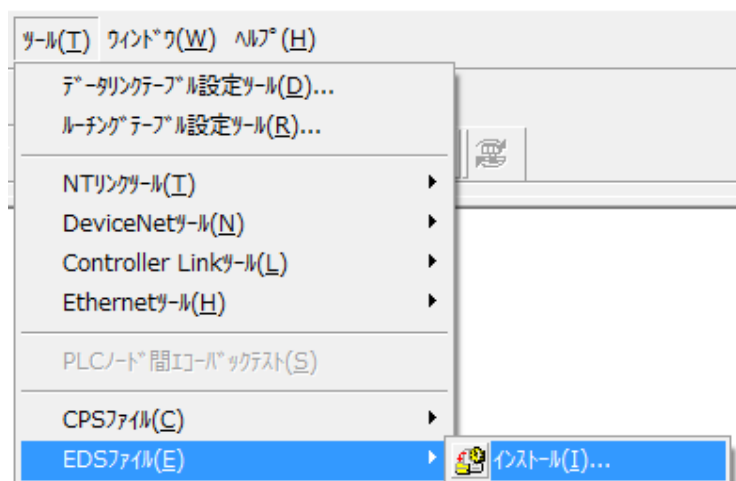 ﾂｰﾙ(T) ｳｨﾝﾄﾞｳ(W) ﾍﾙﾌﾟ(H)
ﾃﾞｰﾀﾘﾝｸﾃｰﾌﾞﾙ設定ﾂｰﾙ(D)...
ﾙｰﾁﾝｸﾞﾃｰﾌﾞﾙ設定ﾂｰﾙ(R)...
NTﾘﾝｸﾂｰﾙ(T)
DeviceNetﾂｰﾙ(N)
Controller Linkﾂｰﾙ(L)
Ethernetﾂｰﾙ(H)
PLCﾉｰﾄﾞ間ｴｺｰﾊﾞｯｸﾃｽﾄ(S)
CPSﾌｧｲﾙ(C)
EDSﾌｧｲﾙ(E) ｲﾝｽﾄｰﾙ(I)...